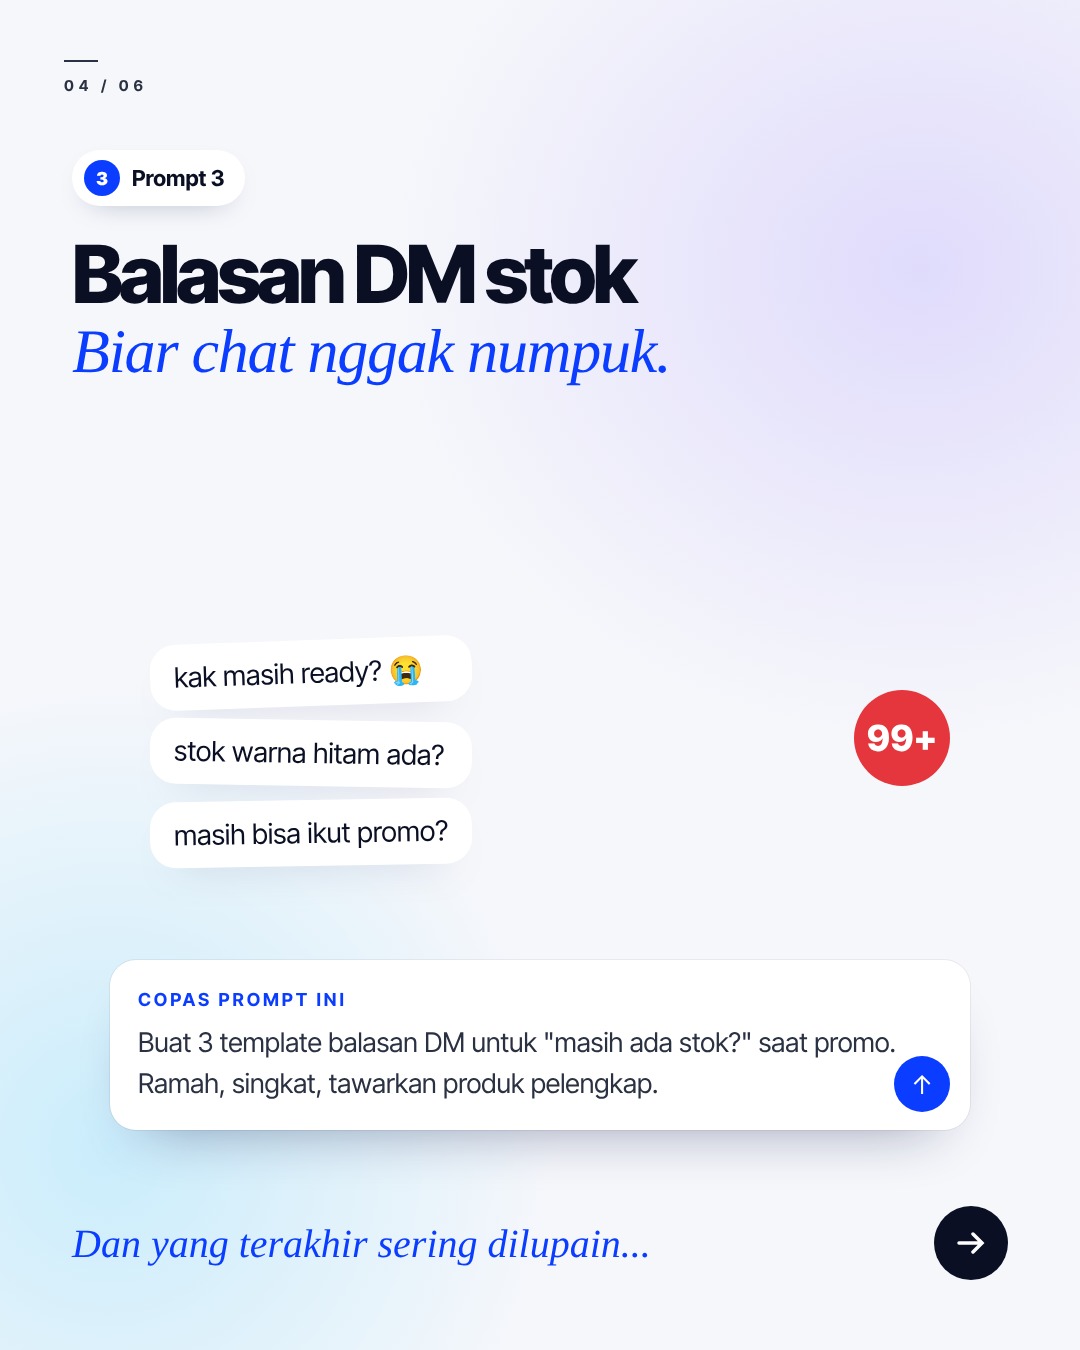 04 / 06
3 Prompt 3
Balasan DM stok
Biar chat nggak numpuk.
kak masih ready? 😭
stok warna hitam ada?
99+
masih bisa ikut promo?
COPAS PROMPT INI
Buat 3 template balasan DM untuk "masih ada stok?" saat promo.
Ramah, singkat, tawarkan produk pelengkap.
Dan yang terakhir sering dilupain...